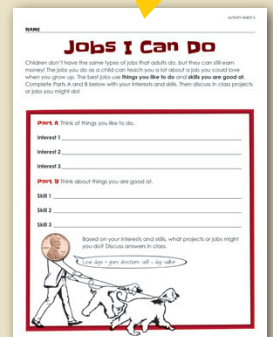 ACTIVITY SHEET 2
NAME
Jobs I Can Do
Children don't have the same types of jobs that adults do, but they can still earn
money! The jobs you do as a child can teach you a lot about a job you could love
when you grow up. The best jobs use things you like to do and skills you are good at.
Complete Parts A and B below with your interests and skills. Then discuss in class projects
or jobs you might do!
Part A Think of things you like to do.
Interest 1
Interest 2
Interest 3
Part B Think about things you are good at.
Skill 1
Skill 2
Skill 3
Based on your interests and skills, what projects or jobs might
you do? Discuss answers in class.
Love dogs + given directions well = dog walker